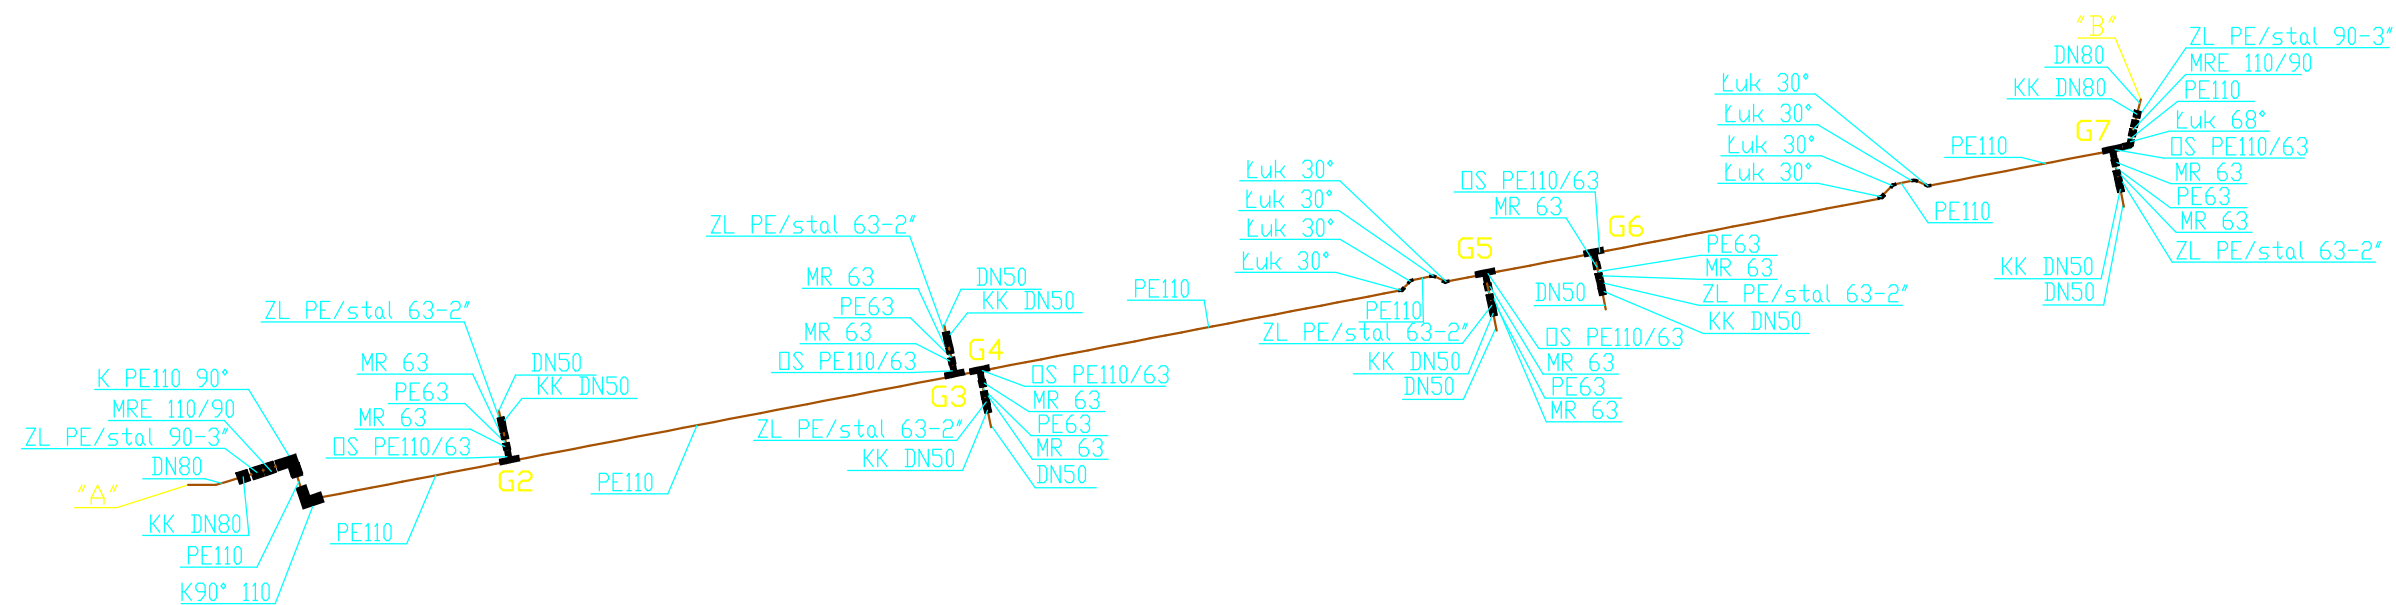 "A"
K PE110 90°
MRE 110/90
ZL PE/stal 90-3"
DN80
KK DN80
PE110
K90° 110
PE110
ZL PE/stal 63-2"
MR 63
PE63
MR 63
OS PE110/63
DN50
KK DN50
G2
PE110
ZL PE/stal 63-2"
MR 63
PE63
MR 63
OS PE110/63
DN50
KK DN50
G3
G4
OS PE110/63
MR 63
PE63
MR 63
DN50
ZL PE/stal 63-2"
KK DN50
PE110
Łuk 30°
Łuk 30°
Łuk 30°
Łuk 30°
PE110
G5
ZL PE/stal 63-2"
KK DN50
DN50
OS PE110/63
MR 63
PE63
MR 63
OS PE110/63
MR 63
G6
DN50
PE63
MR 63
ZL PE/stal 63-2"
KK DN50
Łuk 30°
Łuk 30°
Łuk 30°
Łuk 30°
PE110
PE110
"B"
DN80
KK DN80
G7
ZL PE/stal 90-3"
MRE 110/90
PE110
Łuk 68°
OS PE110/63
MR 63
PE63
MR 63
ZL PE/stal 63-2"
KK DN50
DN50